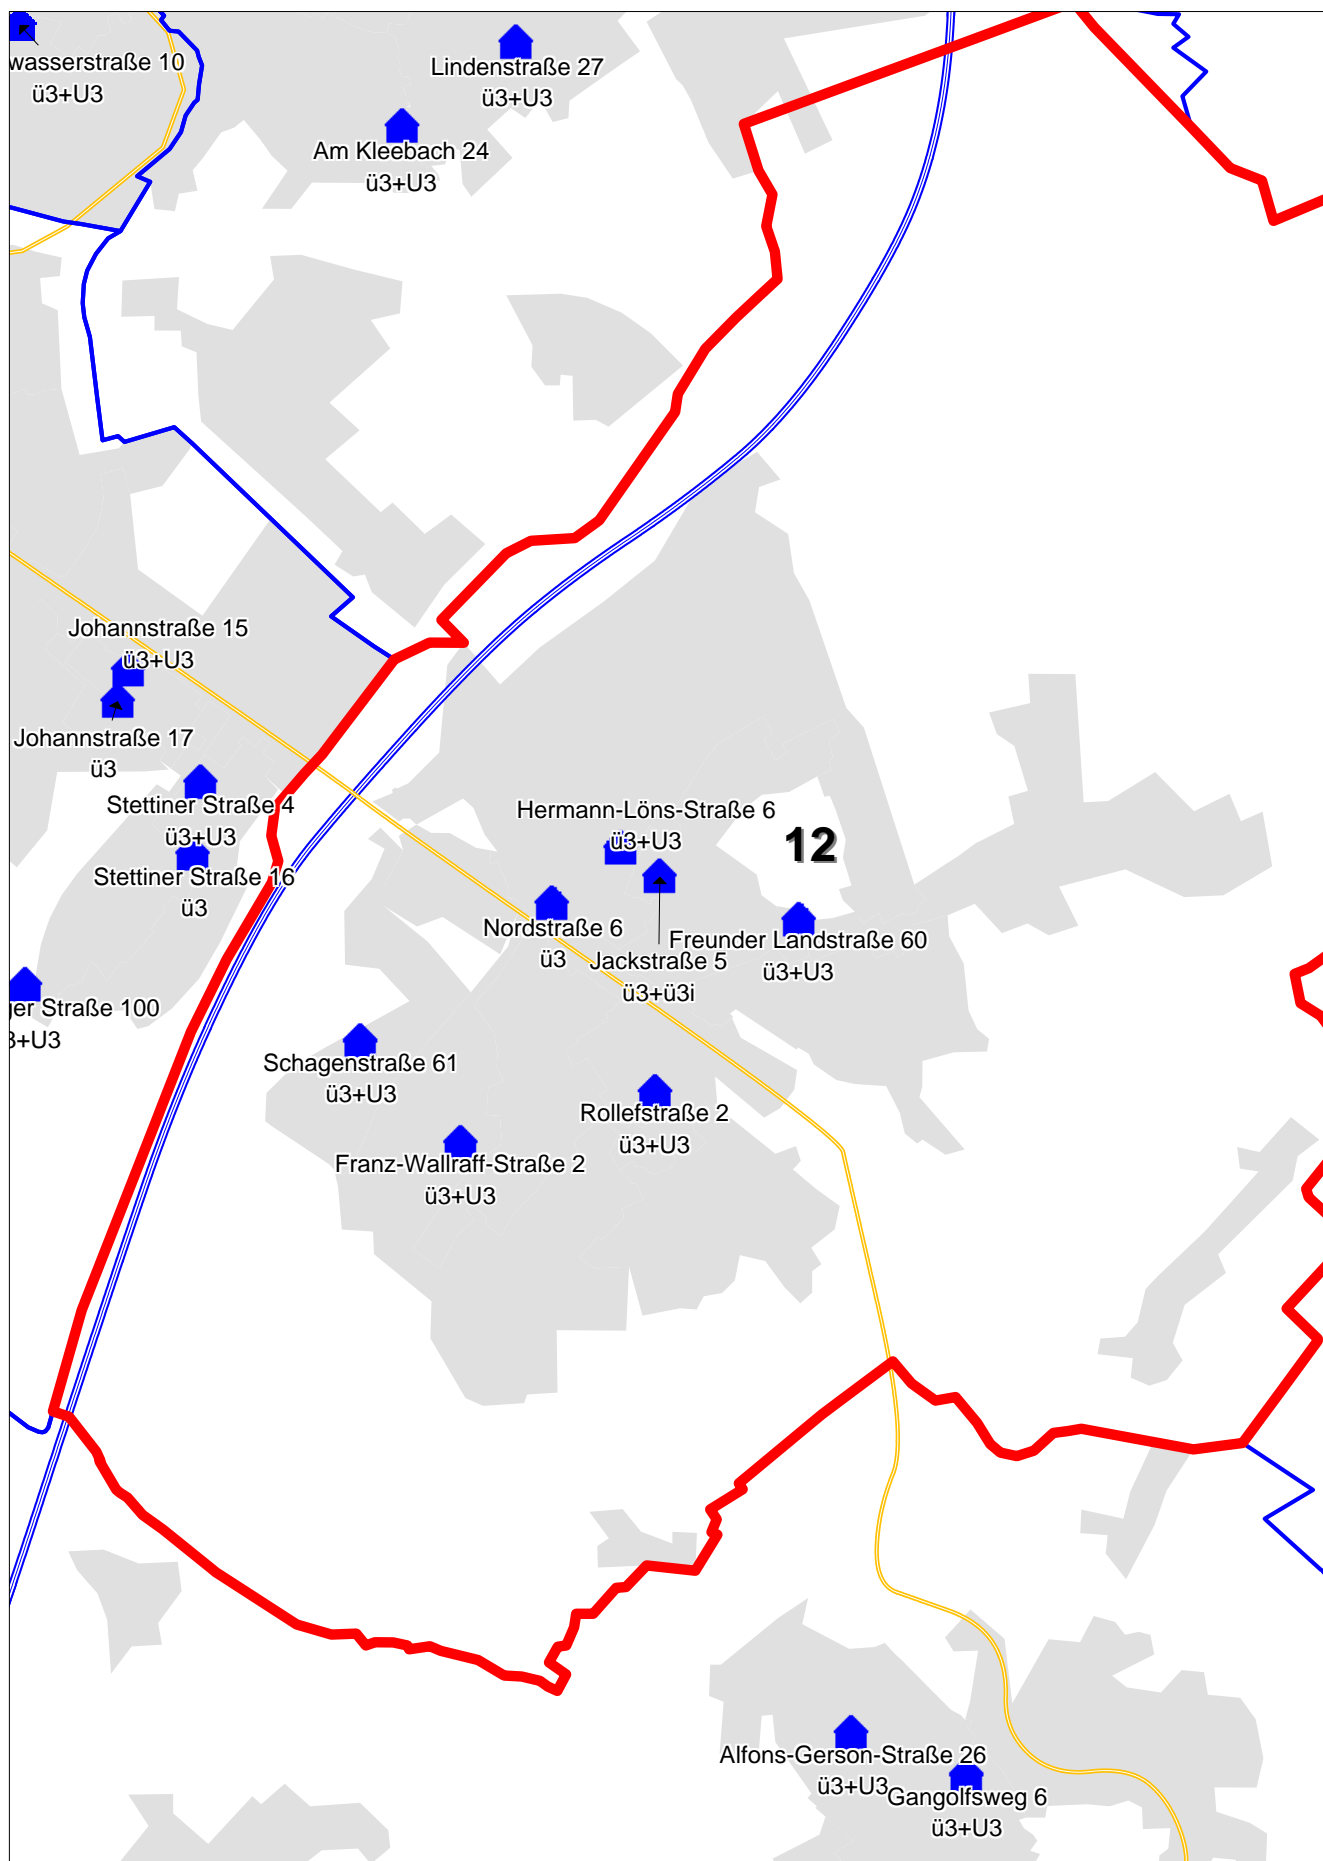 wasserstraße 10
ü3+U3
Lindenstraße 27
ü3+U3
Am Kleebach 24
ü3+U3
Johannstraße 15
ü3+U3
Johannstraße 17
ü3
Stettiner Straße 4
ü3+U3
Stettiner Straße 16
ü3
Hermann-Löns-Straße 6
ü3+U3
12
Nordstraße 6
ü3
Jackstraße 5
ü3+ü3i
Freunder Landstraße 60
ü3+U3
ger Straße 100
3+U3
Schagenstraße 61
ü3+U3
Rollefstraße 2
ü3+U3
Franz-Wallraff-Straße 2
ü3+U3
Alfons-Gerson-Straße 26
ü3+U3
Gangolfsweg 6
ü3+U3